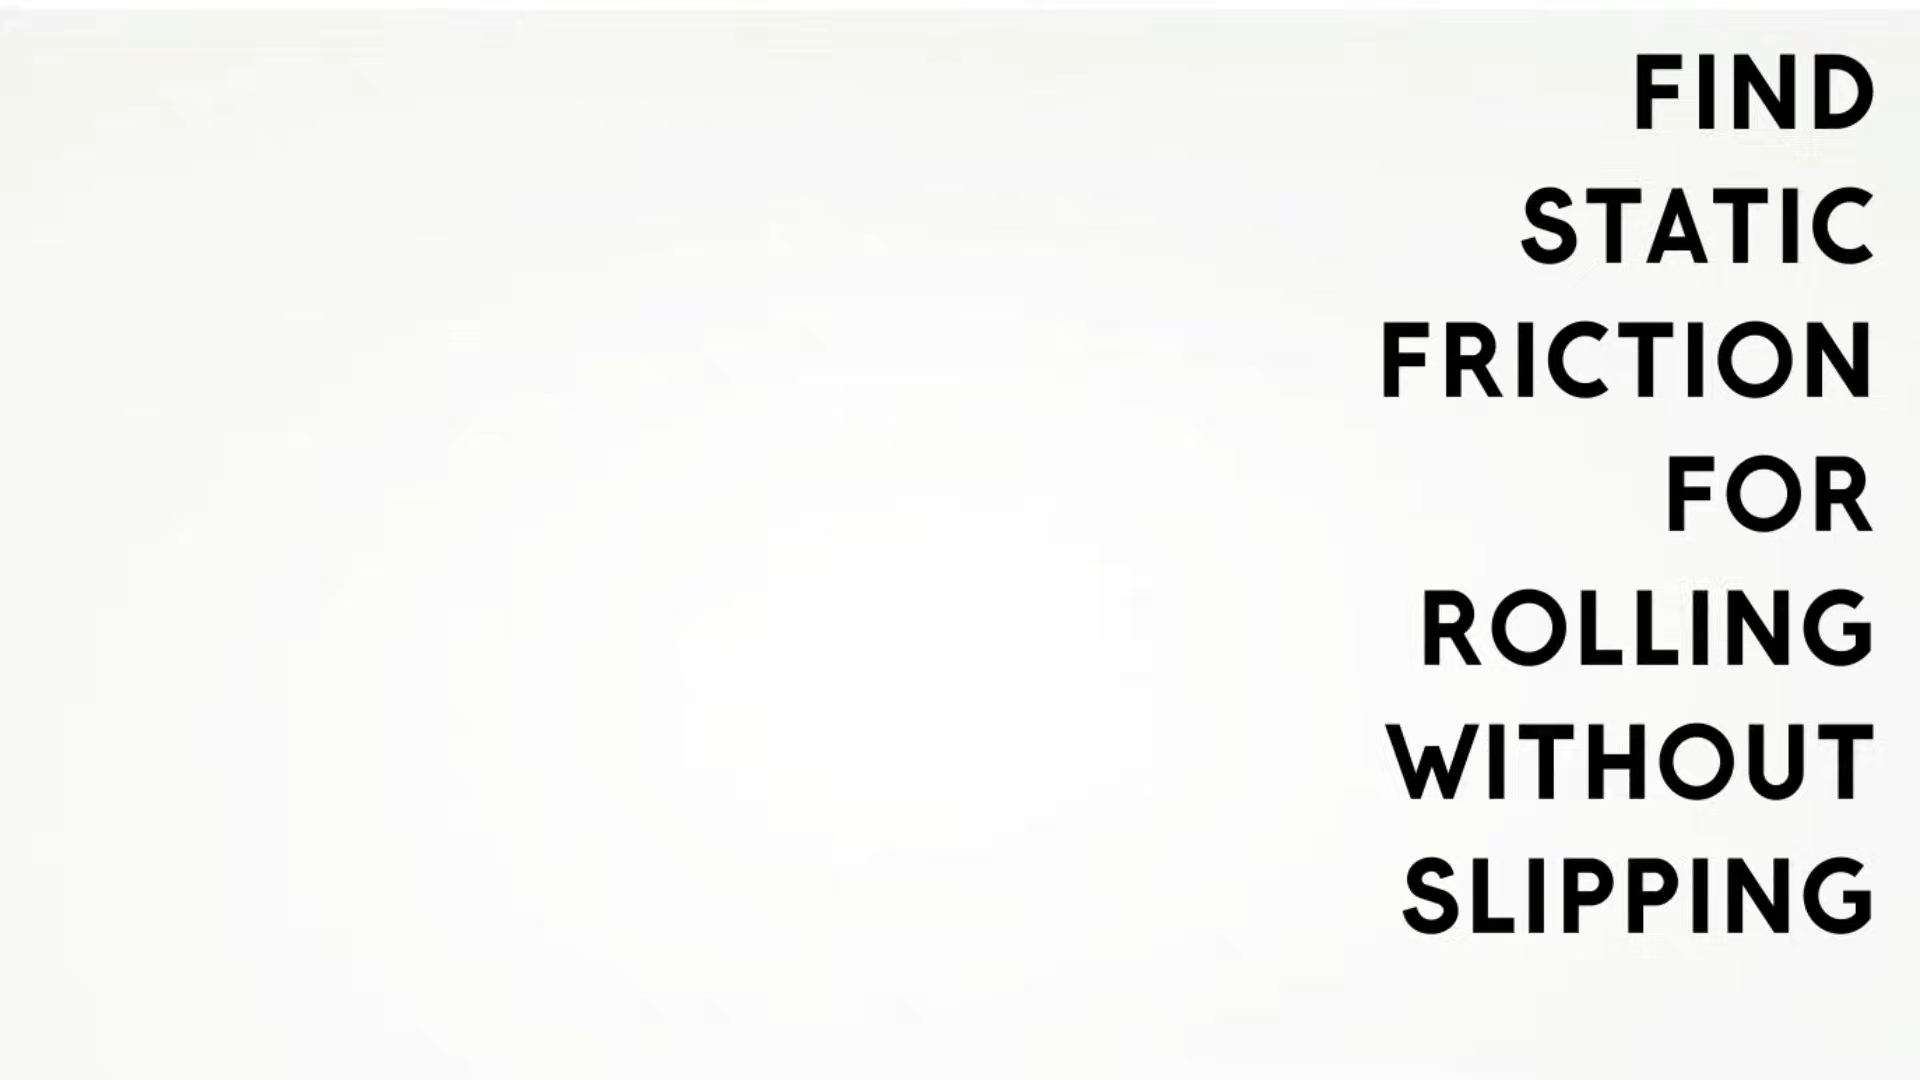 FIND
STATIC
FRICTION
FOR
ROLLING
WITHOUT
SLIPPING